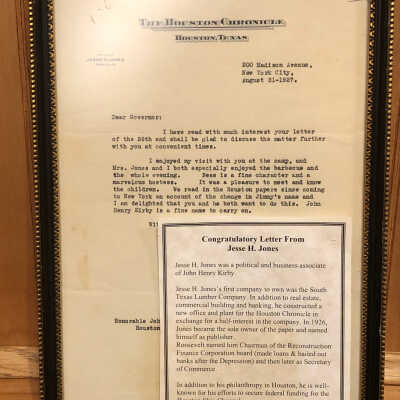 THE HOUSTON CHRONICLE
HOUSTON, TEXAS
JESSE H. JONES
200 Madison Avenue,
New York City,
August 31-1927.
Dear Governor:
I have read with much interest your letter
of the 26th and shall be glad to discuss the matter further
with you at convenient times.
I enjoyed my visit with you at the camp, and
Mrs. Jones and I both especially enjoyed the barbecue and
the whole evening. Bess is a fine character and a
marvelous hostess. It was a pleasure to meet and know
the children. We read in the Houston papers since coming
to New York an account of the change in Jimmy's name and
I am delighted that you and he both want to do this. John
Henry Kirby is a fine name to carry on.
Honorable
Houston
Congratulatory Letter From
Jesse H. Jones
Jesse H. Jones was a political and business associate
of John Henry Kirby
Jesse H. Jones's first company to own was the South
Texas Lumber Company. In addition to real estate,
commercial building and banking, he constructed a
new office and plant for the Houston Chronicle in
exchange for a half-interest in the company. In 1926,
Jones became the sole owner of the paper and named
himself as publisher.
Roosevelt named him Chairman of the Reconstruction
Finance Corporation board (made loans & bailed out
banks after the Depression) and then later as Secretary
of Commerce
In addition to his philanthropy in Houston, he is well-
known for his efforts to secure federal funding for the